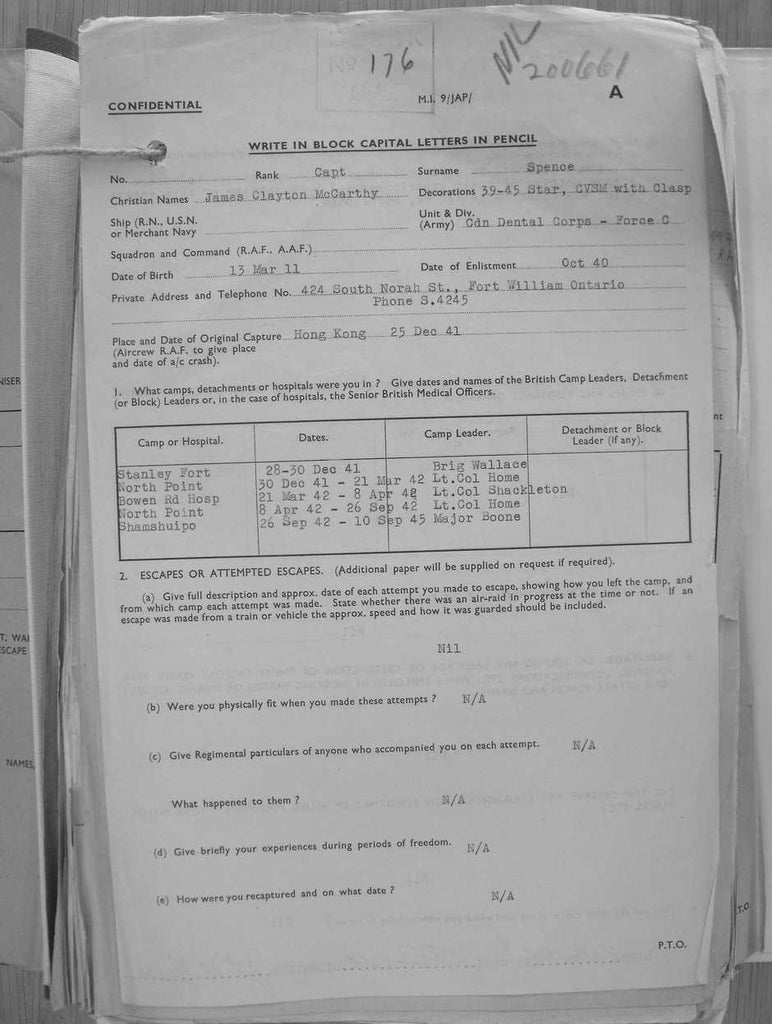 176
NIL
200661
M.I. 9/JAP/
A
CONFIDENTIAL
WRITE IN BLOCK CAPITAL LETTERS IN PENCIL
No. Rank Capt Surname Spence
Christian Names James Clayton McCarthy Decorations 39-45 Star, CVSM with Clasp
Ship (R.N., U.S.N.
or Merchant Navy
Unit & Div.
(Army) Cdn Dental Corps - Force C
Squadron and Command (R.A.F., A.A.F.)
Date of Birth 13 Mar 11 Date of Enlistment Oct 40
Private Address and Telephone No. 424 South Norah St., Fort William Ontario
Phone S.4245
Place and Date of Original Capture Hong Kong 25 Dec 41
(Aircrew R.A.F. to give place
and date of a/c crash).
1. What camps, detachments or hospitals were you in ? Give dates and names of the British Camp Leaders, Detachment
(or Block) Leaders or, in the case of hospitals, the Senior British Medical Officers.
Camp or Hospital. Dates. Camp Leader. Detachment or Block
Leader (if any).
Stanley Fort 28-30 Dec 41 Brig Wallace
North Point 30 Dec 41 - 21 Mar 42 Lt.Col Home
Bowen Rd Hosp 21 Mar 42 - 8 Apr 42 Lt.Col Shackleton
North Point 8 Apr 42 - 26 Sep 42 Lt.Col Home
Shamshuipo 26 Sep 42 - 10 Sep 45 Major Boone
2. ESCAPES OR ATTEMPTED ESCAPES. (Additional paper will be supplied on request if required).
(a) Give full description and approx. date of each attempt you made to escape, showing how you left the camp, and
from which camp each attempt was made. State whether there was an air-raid in progress at the time or not. If an
escape was made from a train or vehicle the approx. speed and how it was guarded should be included.
Nil
(b) Were you physically fit when you made these attempts ? N/A
(c) Give Regimental particulars of anyone who accompanied you on each attempt. N/A
What happened to them ? N/A
(d) Give briefly your experiences during periods of freedom. N/A
(e) How were you recaptured and on what date ? N/A
P.T.O.
NISER
T, WAI
SCAPE
NAMES,
nt
T.O.